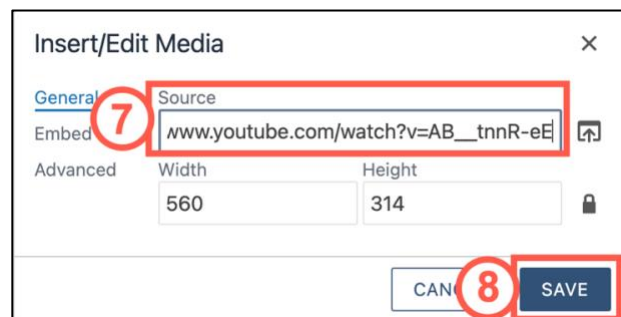 Insert/Edit Media
General
Source
7
Embed
www.youtube.com/watch?v=AB__tnnR-eE
Advanced
Width
Height
560
314
8
SAVE